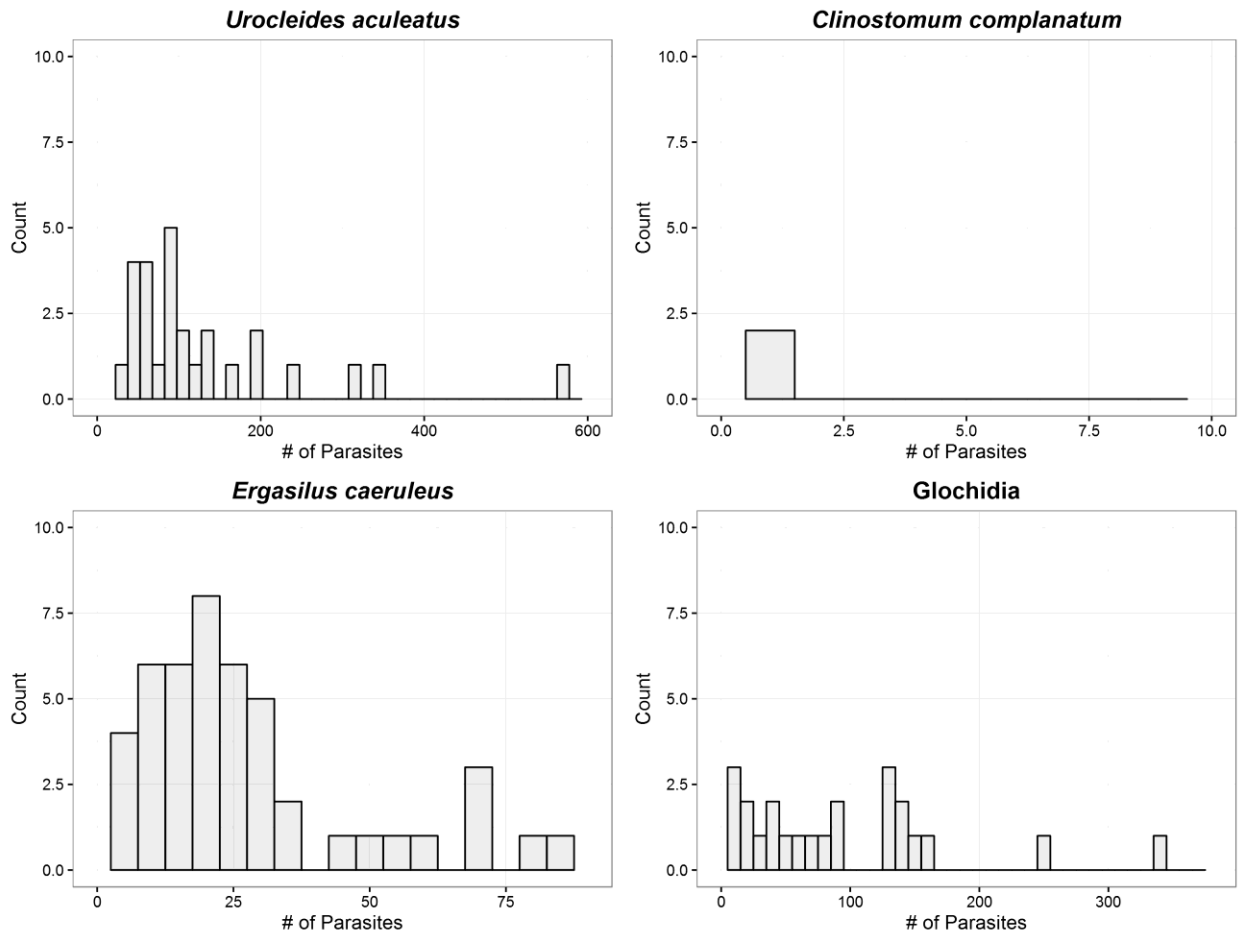 Urocleides aculeatus
10.0
7.5
5.0
2.5
0.0
Count
0 200 400 600
# of Parasites
Clinostomum complanatum
10.0
7.5
5.0
2.5
0.0
Count
0.0 2.5 5.0 7.5 10.0
# of Parasites
Ergasilus caeruleus
10.0
7.5
5.0
2.5
0.0
Count
0 25 50 75
# of Parasites
Glochidia
10.0
7.5
5.0
2.5
0.0
Count
0 100 200 300
# of Parasites